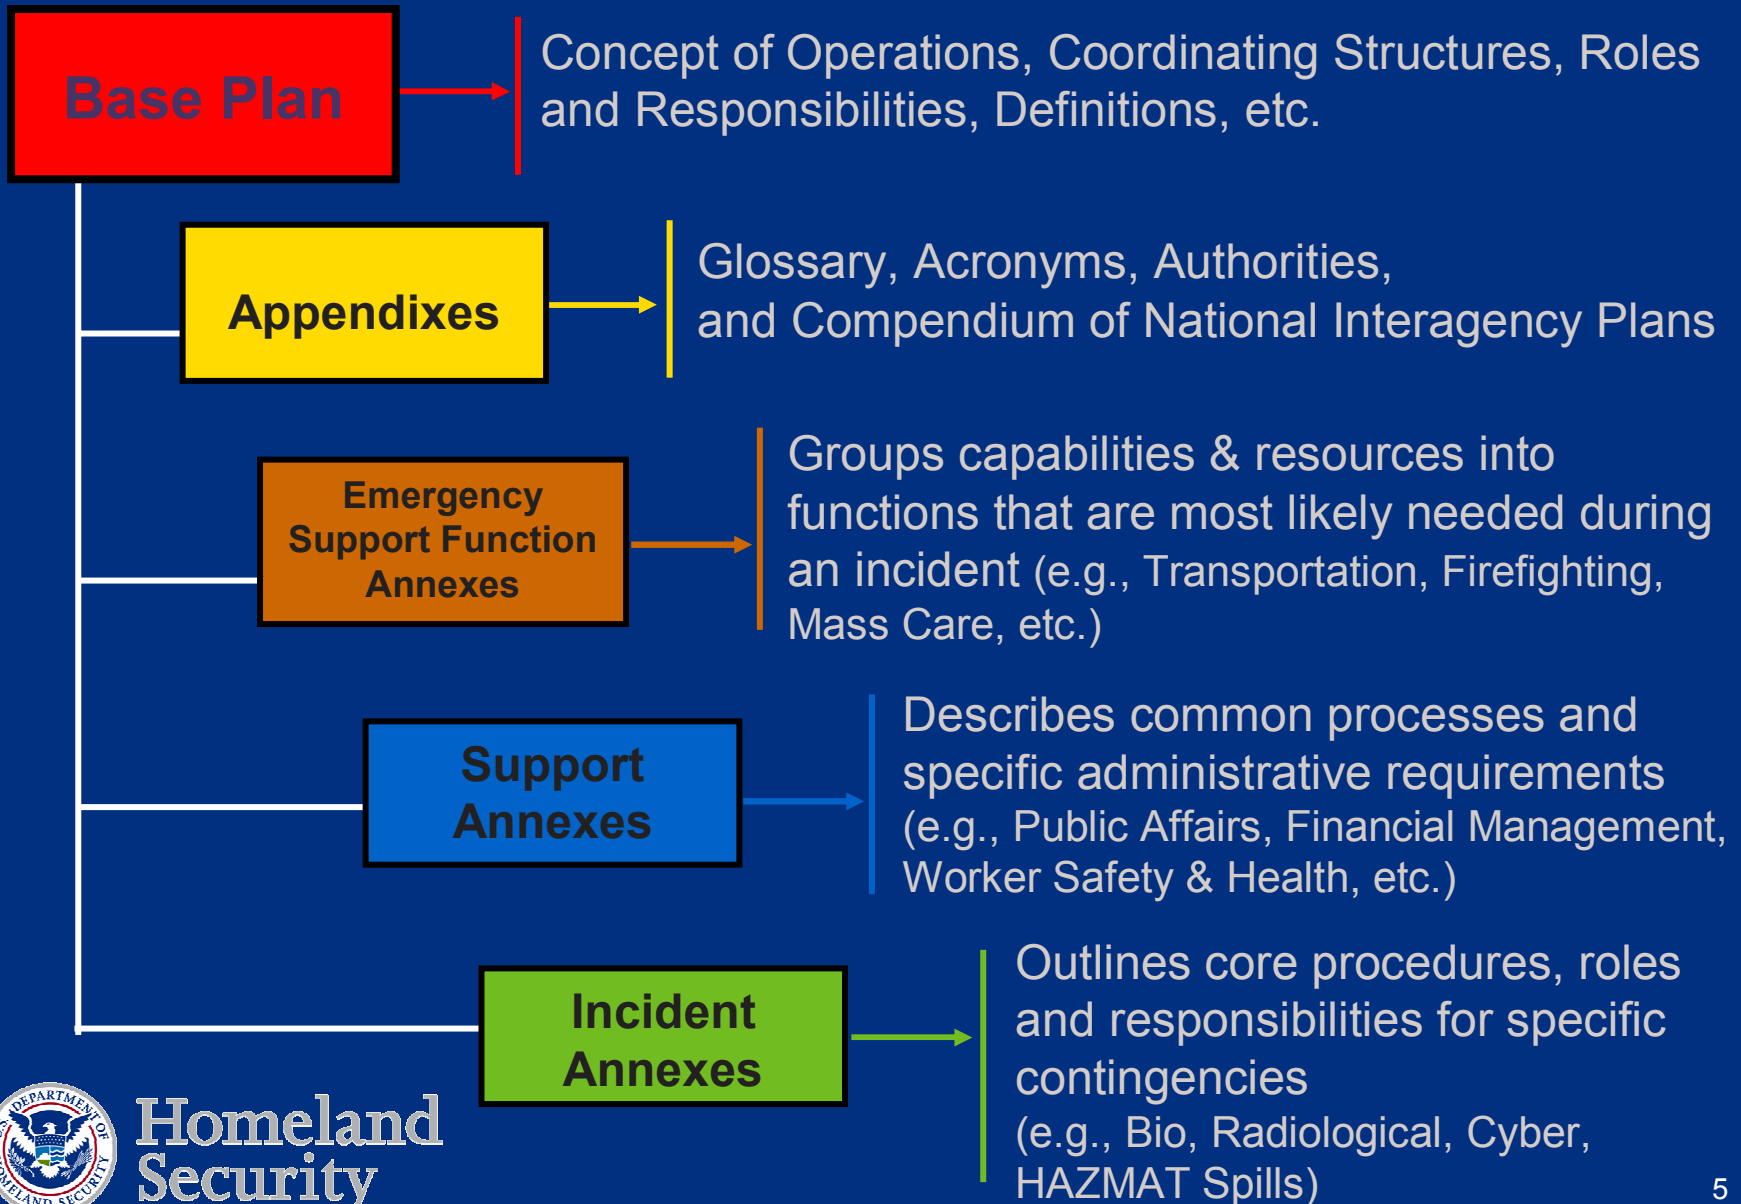 Base Plan
Concept of Operations, Coordinating Structures, Roles
and Responsibilities, Definitions, etc.
Appendixes
Glossary, Acronyms, Authorities,
and Compendium of National Interagency Plans
Emergency
Support Function
Annexes
Groups capabilities & resources into
functions that are most likely needed during
an incident (e.g., Transportation, Firefighting,
Mass Care, etc.)
Support
Annexes
Describes common processes and
specific administrative requirements
(e.g., Public Affairs, Financial Management,
Worker Safety & Health, etc.)
Incident
Annexes
Outlines core procedures, roles
and responsibilities for specific
contingencies
(e.g., Bio, Radiological, Cyber,
HAZMAT Spills)
DEPARTMENT OF
HOMELAND SECURITY
Homeland
Security
5